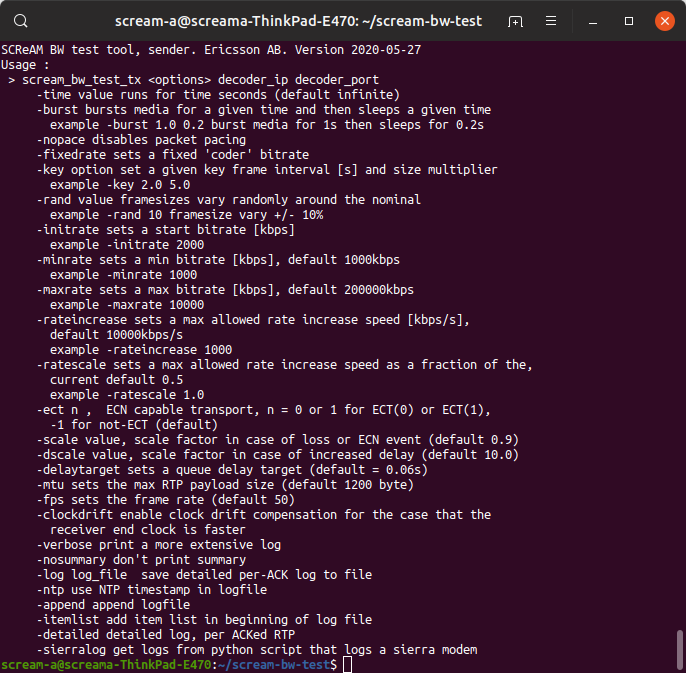 scream-a@screama-ThinkPad-E470: ~/scream-bw-test
SCReAM BW test tool, sender. Ericsson AB. Version 2020-05-27
Usage :
 > scream_bw_test_tx <options> decoder_ip decoder_port
     -time value runs for time seconds (default infinite)
     -burst bursts media for a given time and then sleeps a given time
       example -burst 1.0 0.2 burst media for 1s then sleeps for 0.2s
     -nopace disables packet pacing
     -fixedrate sets a fixed 'coder' bitrate
     -key option set a given key frame interval [s] and size multiplier
       example -key 2.0 5.0
     -rand value framesizes vary randomly around the nominal
       example -rand 10 framesize vary +/- 10%
     -initrate sets a start bitrate [kbps]
       example -initrate 2000
     -minrate sets a min bitrate [kbps], default 1000kbps
       example -minrate 1000
     -maxrate sets a max bitrate [kbps], default 200000kbps
       example -maxrate 10000
     -rateincrease sets a max allowed rate increase speed [kbps/s],
       default 10000kbps/s
       example -rateincrease 1000
     -ratescale sets a max allowed rate increase speed as a fraction of the,
       current default 0.5
       example -ratescale 1.0
     -ect n ,  ECN capable transport, n = 0 or 1 for ECT(0) or ECT(1),
       -1 for not-ECT (default)
     -scale value, scale factor in case of loss or ECN event (default 0.9)
     -dscale value, scale factor in case of increased delay (default 10.0)
     -delaytarget sets a queue delay target (default = 0.06s)
     -mtu sets the max RTP payload size (default 1200 byte)
     -fps sets the frame rate (default 50)
     -clockdrift enable clock drift compensation for the case that the
       receiver end clock is faster
     -verbose print a more extensive log
     -nosummary don't print summary
     -log log_file  save detailed per-ACK log to file
     -ntp use NTP timestamp in logfile
     -append append logfile
     -itemlist add item list in beginning of log file
     -detailed detailed log, per ACKed RTP
     -sierralog get logs from python script that logs a sierra modem
scream-a@screama-ThinkPad-E470:~/scream-bw-test$